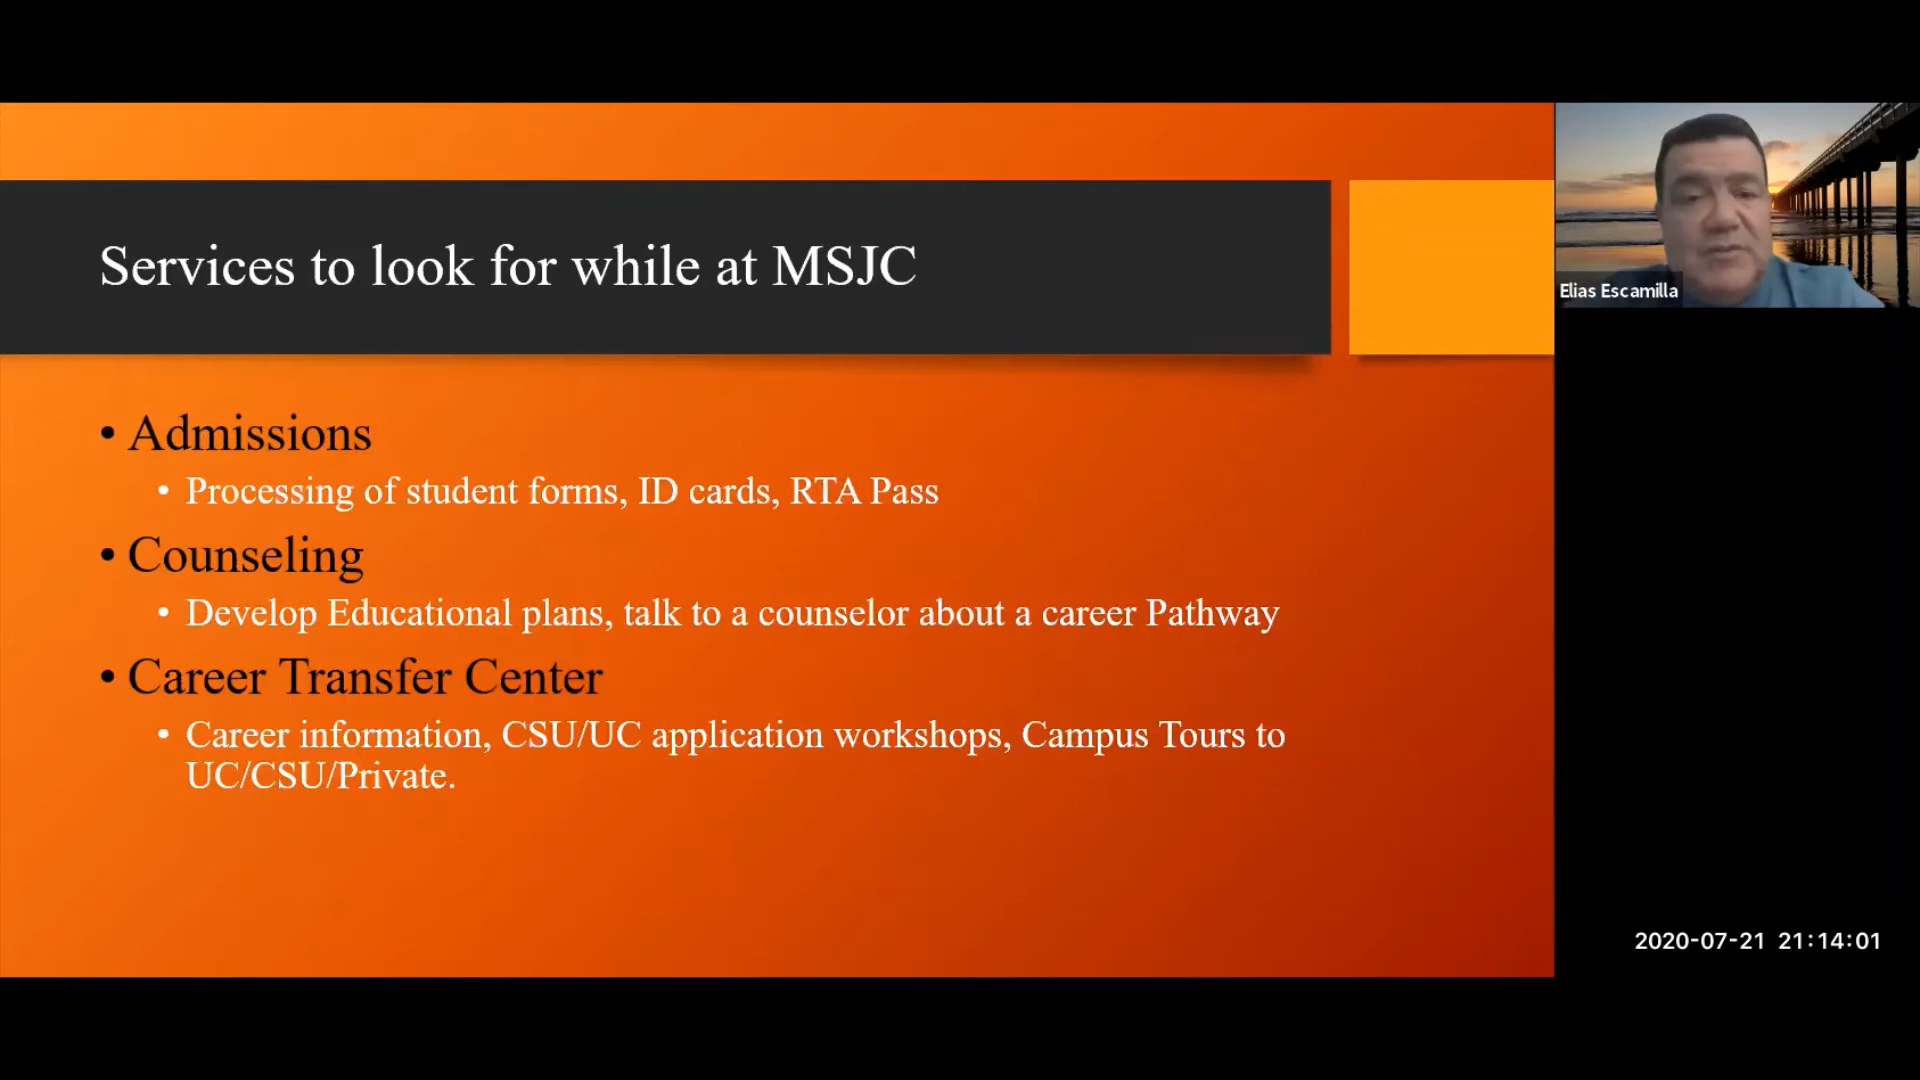 Services to look for while at MSJC
• Admissions
• Processing of student forms, ID cards, RTA Pass
• Counseling
• Develop Educational plans, talk to a counselor about a career Pathway
• Career Transfer Center
• Career information, CSU/UC application workshops, Campus Tours to
UC/CSU/Private.
Elias Escamilla
2020-07-21 21:14:01